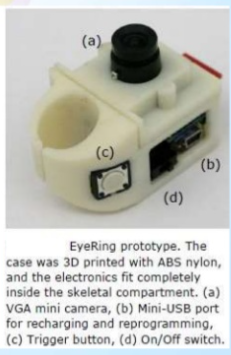 (a)
(c)
(b)
(d)
EyeRing prototype. The
case was 3D printed with ABS nylon,
and the electronics fit completely
inside the skeletal compartment. (a)
VGA mini camera, (b) Mini-USB port
for recharging and reprogramming,
(c) Trigger button, (d) On/Off switch.